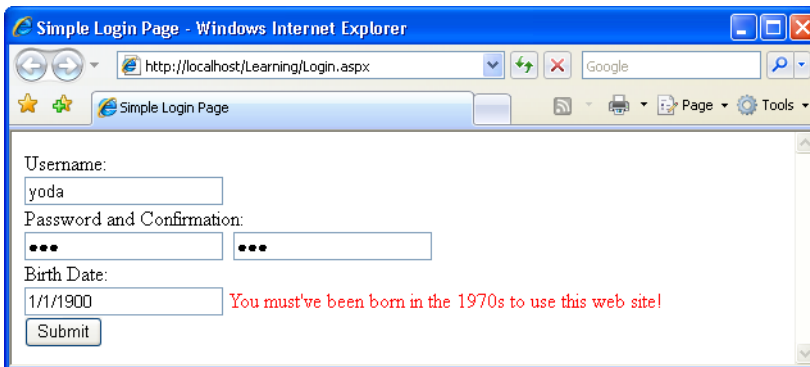 Simple Login Page - Windows Internet Explorer
http://localhost/Learning/Login.aspx
Google
Simple Login Page
Page
Tools
Username:
yoda
Password and Confirmation:
●●● ●●●
Birth Date:
1/1/1900 You must've been born in the 1970s to use this web site!
Submit